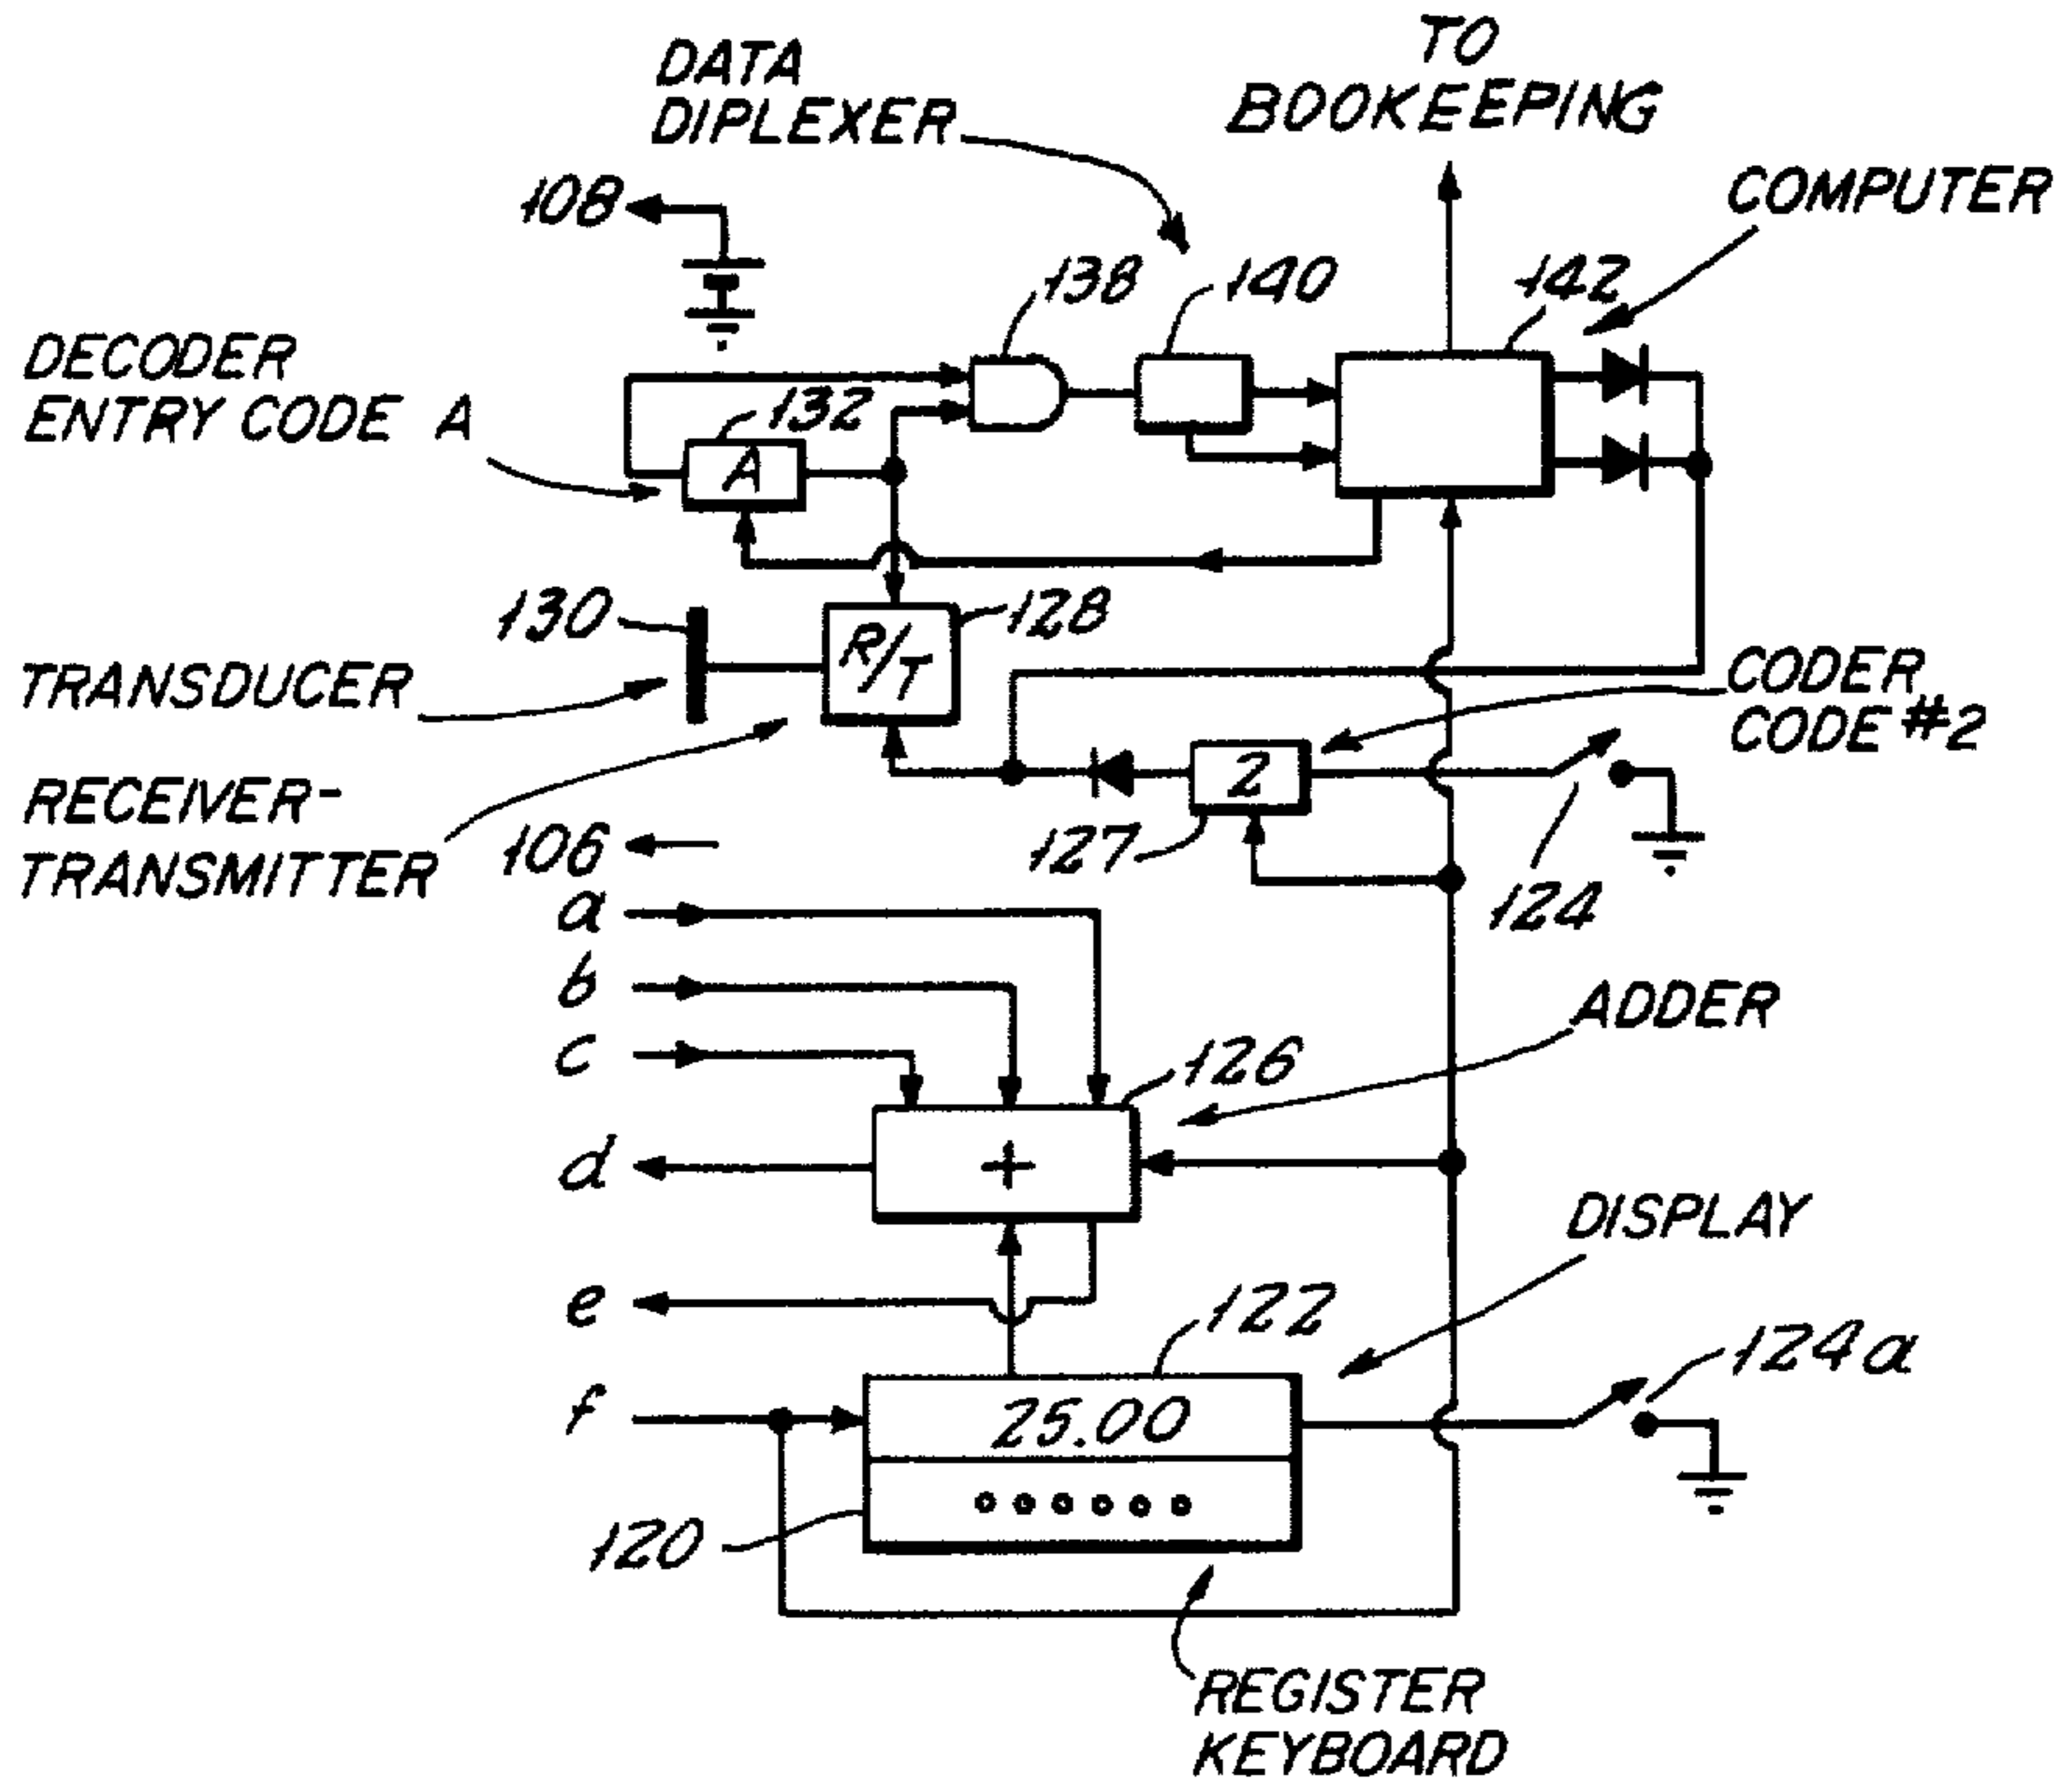 DATA
DIPLEXER
TO
BOOKEEPING
COMPUTER
108
138
140
142
DECODER
ENTRY CODE A
132
A
130
R/T
128
TRANSDUCER
CODER
CODE #2
RECEIVER-
TRANSMITTER
2
127
124
106
a
b
c
ADDER
126
d
+
e
DISPLAY
122
124a
f
25.00
120
REGISTER
KEYBOARD